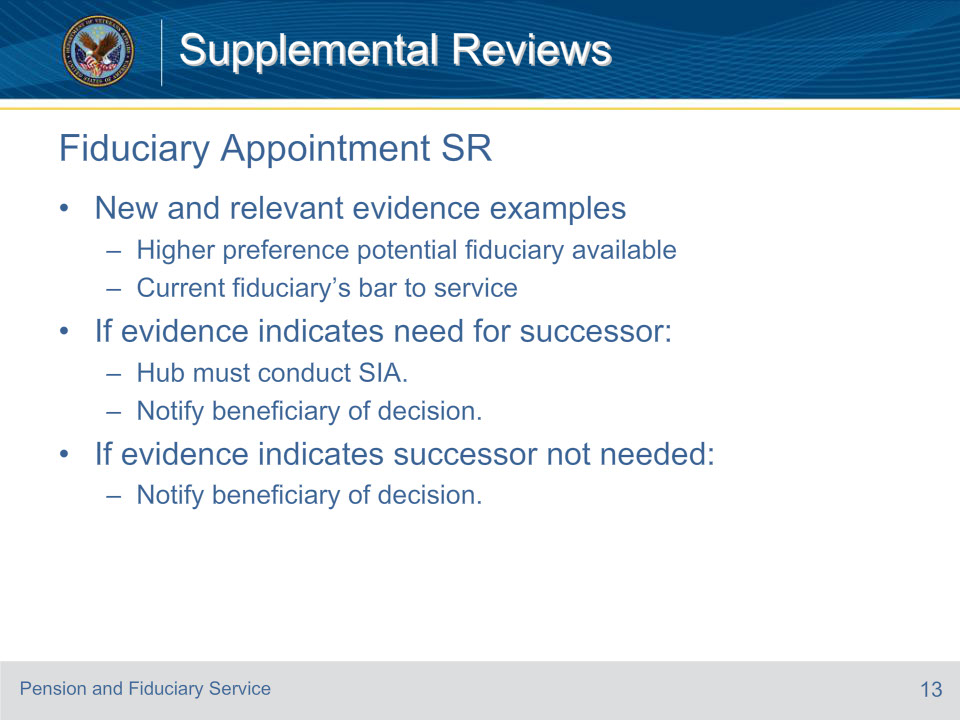 Supplemental Reviews
Fiduciary Appointment SR
• New and relevant evidence examples
– Higher preference potential fiduciary available
– Current fiduciary’s bar to service
• If evidence indicates need for successor:
– Hub must conduct SIA.
– Notify beneficiary of decision.
• If evidence indicates successor not needed:
– Notify beneficiary of decision.
Pension and Fiduciary Service
13